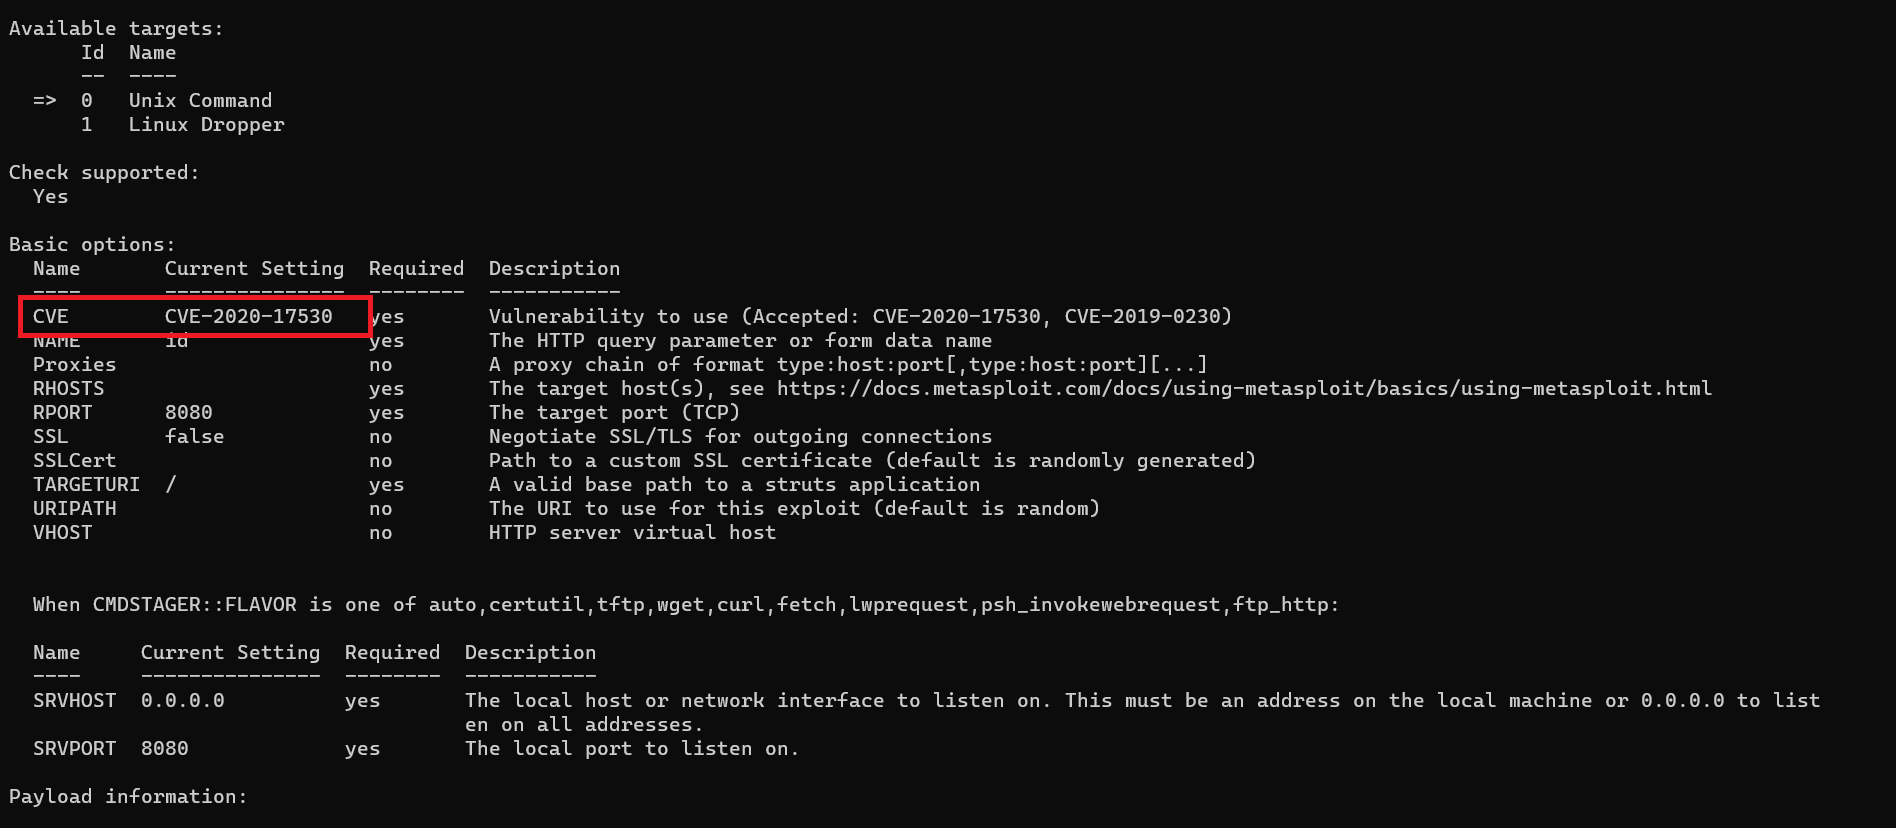 Available targets:
Id  Name
--  ----
=>  0   Unix Command
1   Linux Dropper
Check supported:
Yes
Basic options:
Name       Current Setting  Required  Description
----       ---------------  --------  -----------
CVE        CVE-2020-17530   yes       Vulnerability to use (Accepted: CVE-2020-17530, CVE-2019-0230)
NAME       id               yes       The HTTP query parameter or form data name
Proxies                     no        A proxy chain of format type:host:port[,type:host:port][...]
RHOSTS                      yes       The target host(s), see https://docs.metasploit.com/docs/using-metasploit/basics/using-metasploit.html
RPORT      8080             yes       The target port (TCP)
SSL        false            no        Negotiate SSL/TLS for outgoing connections
SSLCert                     no        Path to a custom SSL certificate (default is randomly generated)
TARGETURI  /                yes       A valid base path to a struts application
URIPATH                     no        The URI to use for this exploit (default is random)
VHOST                       no        HTTP server virtual host
When CMDSTAGER::FLAVOR is one of auto,certutil,tftp,wget,curl,fetch,lwprequest,psh_invokewebrequest,ftp_http:
Name     Current Setting  Required  Description
----     ---------------  --------  -----------
SRVHOST  0.0.0.0          yes       The local host or network interface to listen on. This must be an address on the local machine or 0.0.0.0 to list
en on all addresses.
SRVPORT  8080             yes       The local port to listen on.
Payload information: